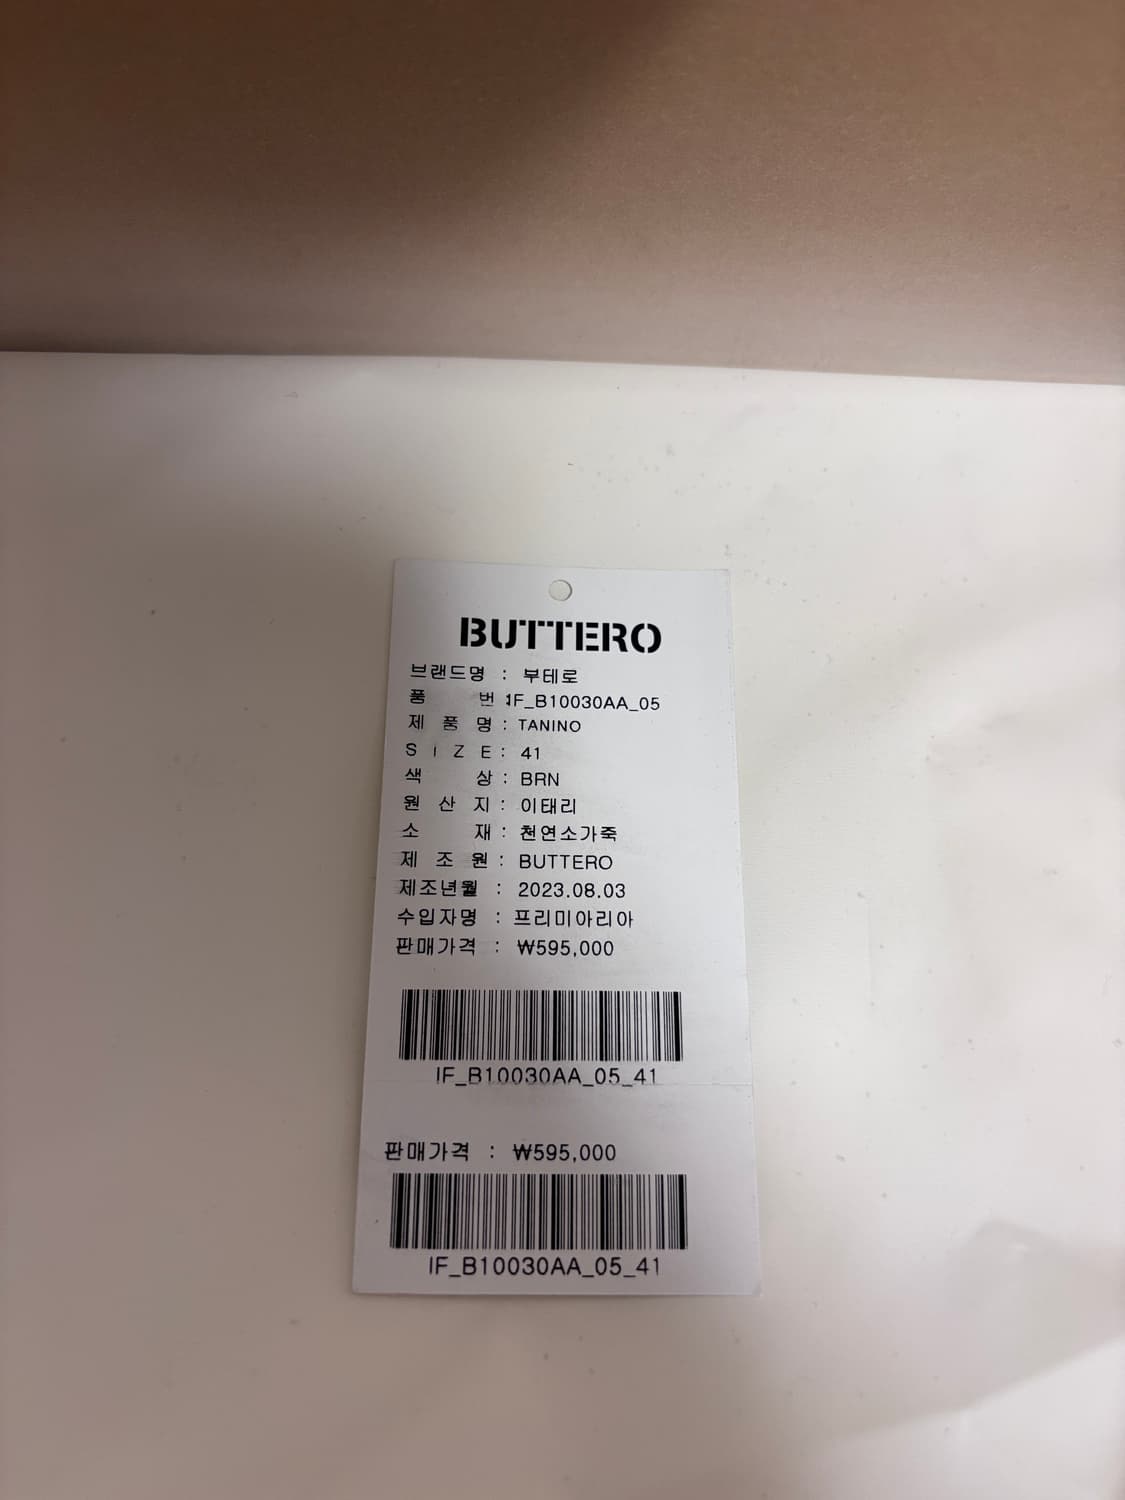 BUTTERO
브랜드명 : 부테로
품 번 : IF_B10030AA_05
제 품 명 : TANINO
S I Z E : 41
색 상 : BRN
원 산 지 : 이태리
소 재 : 천연소가죽
제 조 원 : BUTTERO
제조년월 : 2023.08.03
수입자명 : 프리미아리아
판매가격 : ₩595,000
IF_B10030AA_05_41
판매가격 : ₩595,000
IF_B10030AA_05_41